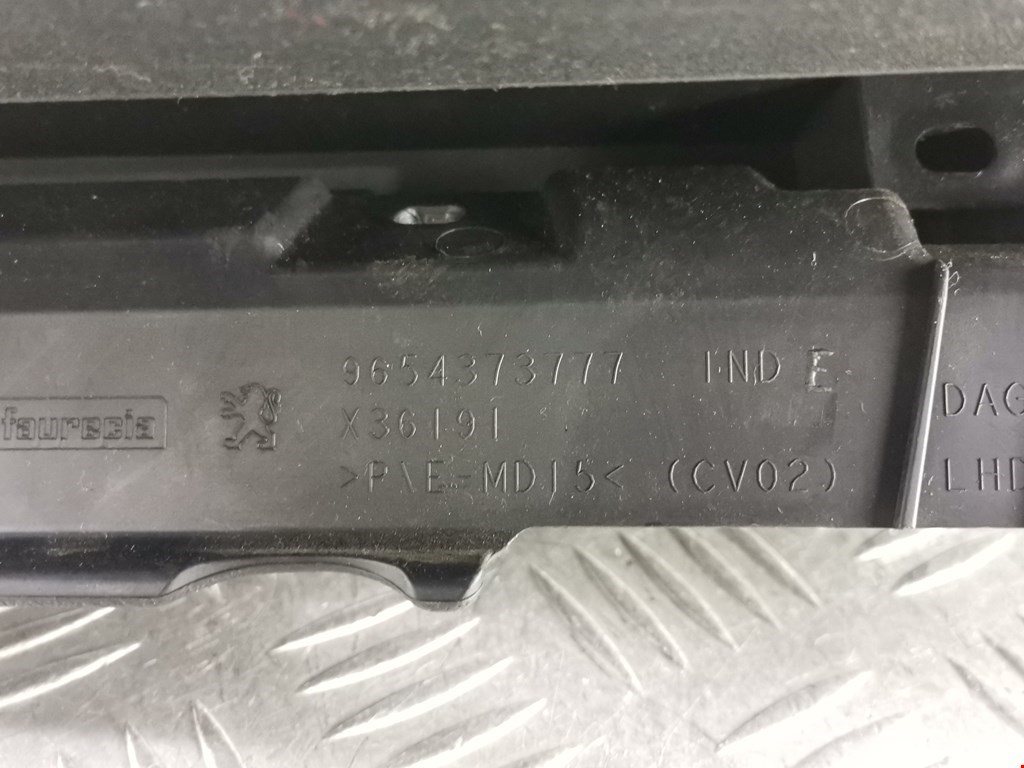 faurecia
9654373777 IND E
X36191
>P\E-MD15< (CV02)
DAG
LHD